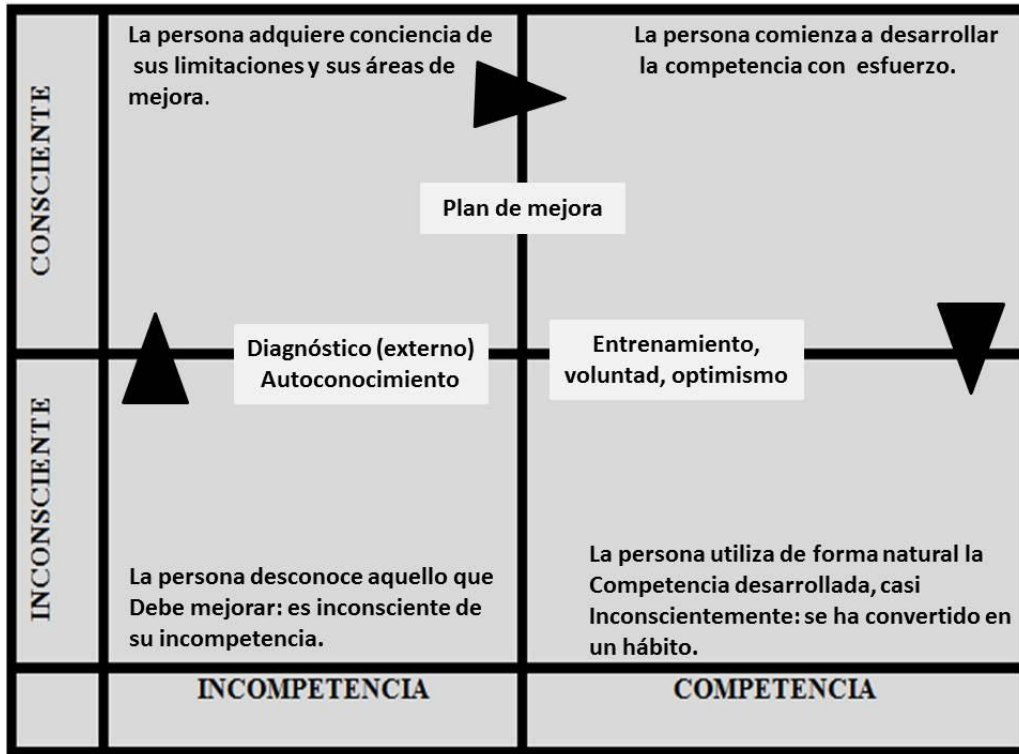 CONSCIENTE
La persona adquiere conciencia de
sus limitaciones y sus áreas de
mejora.
La persona comienza a desarrollar
la competencia con esfuerzo.
Plan de mejora
Diagnóstico (externo)
Autoconocimiento
Entrenamiento,
voluntad, optimismo
INCONSCIENTE
La persona desconoce aquello que
Debe mejorar: es inconsciente de
su incompetencia.
La persona utiliza de forma natural la
Competencia desarrollada, casi
Inconscientemente: se ha convertido en
un hábito.
INCOMPETENCIA
COMPETENCIA